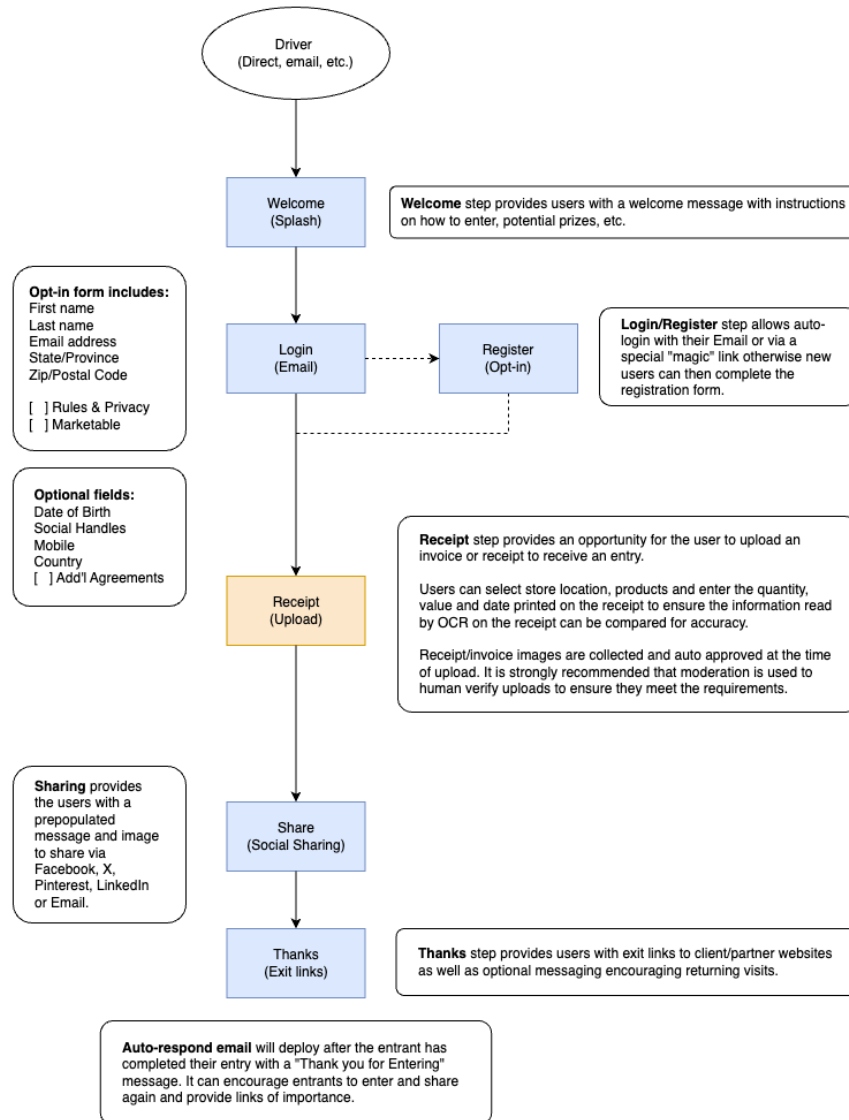 Driver
(Direct, email, etc.)
Welcome
(Splash)
Welcome step provides users with a welcome message with instructions
on how to enter, potential prizes, etc.
Opt-in form includes:
First name
Last name
Email address
State/Province
Zip/Postal Code
[ ] Rules & Privacy
[ ] Marketable
Login
(Email)
Register
(Opt-in)
Login/Register step allows auto-
login with their Email or via a
special "magic" link otherwise new
users can then complete the
registration form.
Optional fields:
Date of Birth
Social Handles
Mobile
Country
[ ] Add'l Agreements
Receipt
(Upload)
Receipt step provides an opportunity for the user to upload an
invoice or receipt to receive an entry.
Users can select store location, products and enter the quantity,
value and date printed on the receipt to ensure the information read
by OCR on the receipt can be compared for accuracy.
Receipt/invoice images are collected and auto approved at the time
of upload. It is strongly recommended that moderation is used to
human verify uploads to ensure they meet the requirements.
Sharing provides
the users with a
prepopulated
message and image
to share via
Facebook, X,
Pinterest, LinkedIn
or Email.
Share
(Social Sharing)
Thanks
(Exit links)
Thanks step provides users with exit links to client/partner websites
as well as optional messaging encouraging returning visits.
Auto-respond email will deploy after the entrant has
completed their entry with a "Thank you for Entering"
message. It can encourage entrants to enter and share
again and provide links of importance.